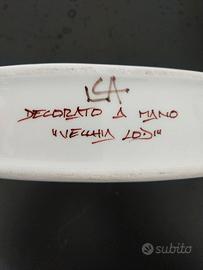 LCA
DECORATO A MANO
"VECCHIA LODI"
subito